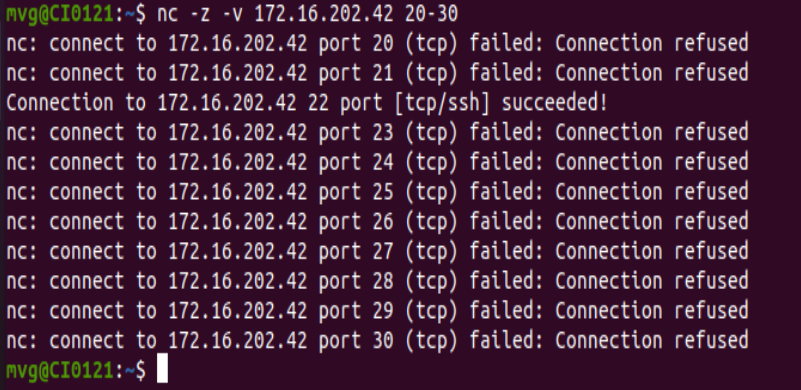 mvg@CI0121:~$ nc -z -v 172.16.202.42 20-30
nc: connect to 172.16.202.42 port 20 (tcp) failed: Connection refused
nc: connect to 172.16.202.42 port 21 (tcp) failed: Connection refused
Connection to 172.16.202.42 22 port [tcp/ssh] succeeded!
nc: connect to 172.16.202.42 port 23 (tcp) failed: Connection refused
nc: connect to 172.16.202.42 port 24 (tcp) failed: Connection refused
nc: connect to 172.16.202.42 port 25 (tcp) failed: Connection refused
nc: connect to 172.16.202.42 port 26 (tcp) failed: Connection refused
nc: connect to 172.16.202.42 port 27 (tcp) failed: Connection refused
nc: connect to 172.16.202.42 port 28 (tcp) failed: Connection refused
nc: connect to 172.16.202.42 port 29 (tcp) failed: Connection refused
nc: connect to 172.16.202.42 port 30 (tcp) failed: Connection refused
mvg@CI0121:~$